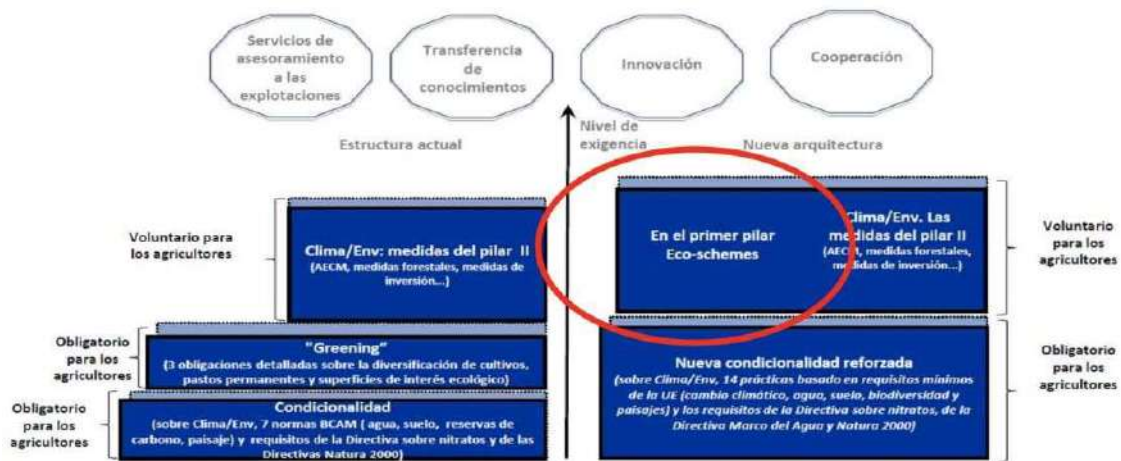 Servicios de
asesoramiento
a las
explotaciones
Transferencia
de
conocimientos
Innovación
Cooperación
Estructura actual
Nivel de
exigencia
Nueva arquitectura
Voluntario para
los agricultores
Clima/Env: medidas del pilar II
(AECM, medidas forestales, medidas de
inversión...)
Obligatorio
para los
agricultores
"Greening"
(3 obligaciones detalladas sobre la diversificación de cultivos,
pastos permanentes y superficies de interés ecológico)
Obligatorio
para los
agricultores
Condicionalidad
(sobre Clima/Env, 7 normas BCAM ( agua, suelo, reservas de
carbono, paisaje) y requisitos de la Directiva sobre nitratos y de las
Directivas Natura 2000)
En el primer pilar
Eco-schemes
Clima/Env. Las
medidas del pilar II
(AECM, medidas forestales,
medidas de inversión...)
Voluntario
para los
agricultores
Nueva condicionalidad reforzada
(sobre Clima/Env, 14 prácticas basado en requisitos mínimos
de la UE (cambio climático, agua, suelo, biodiversidad y
paisajes) y los requisitos de la Directiva sobre nitratos, de la
Directiva Marco del Agua y Natura 2000)
Obligatorio
para los
agricultores